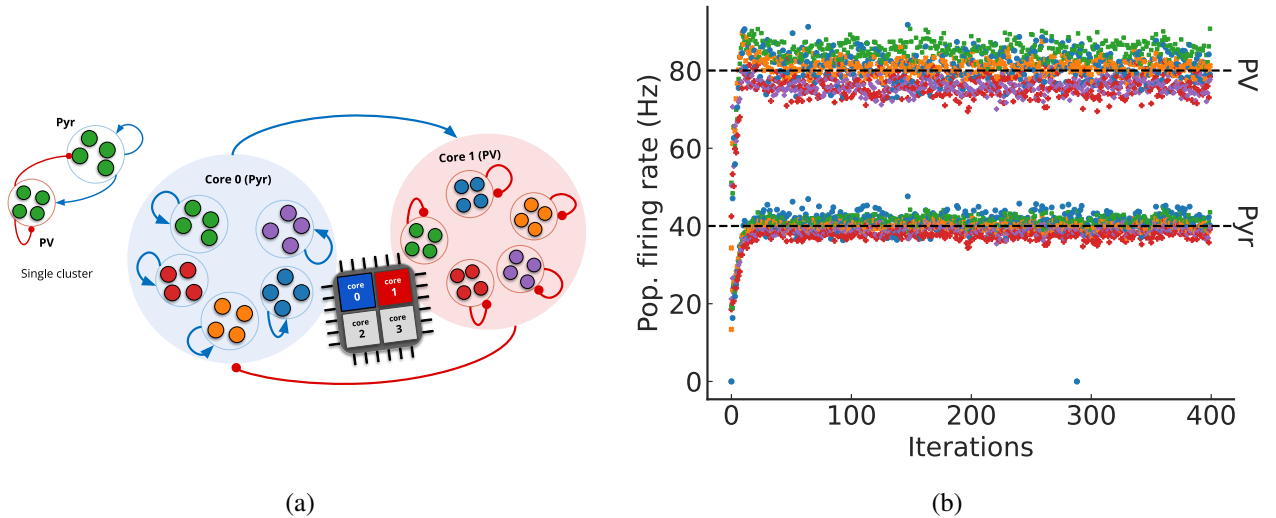 Pyr
PV
Single cluster
Core 0 (Pyr)
Core 1 (PV)
core
0
core
1
core
2
core
3
(a)
Pop. firing rate (Hz)
80
60
40
20
0
0 100 200 300 400
Iterations
PV
Pyr
(b)